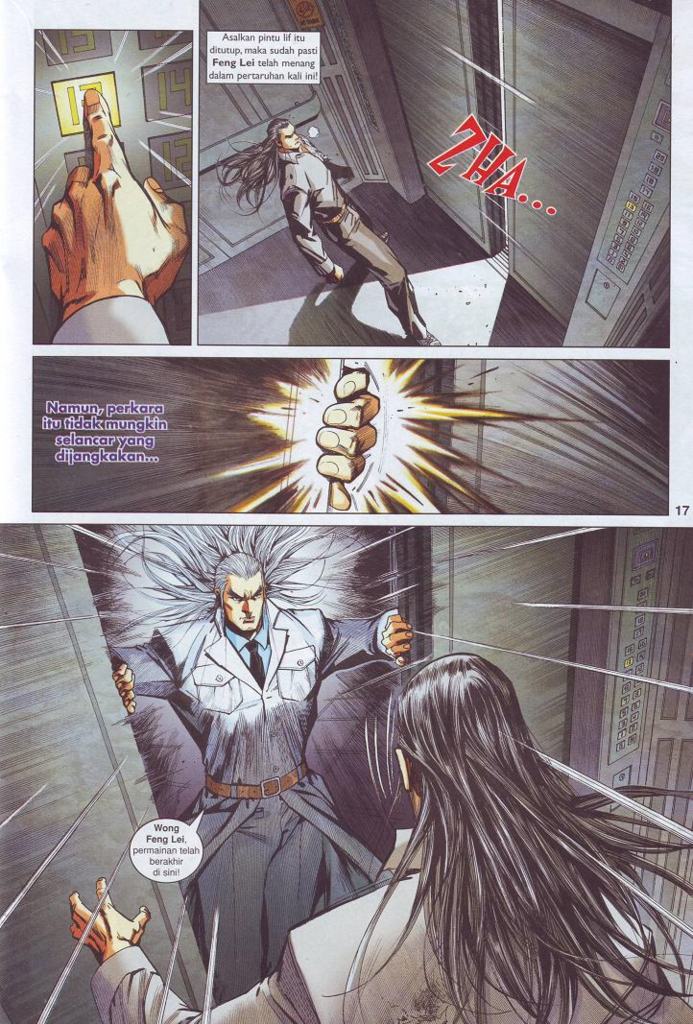 15
14
13
12
Asalkan pintu lif itu
ditutup, maka sudah pasti
Feng Lei telah menang
dalam pertaruhan kali ini!
ZHA...
Namun, perkara
itu tidak mungkin
selancar yang
dijangkakan...
17
Wong
Feng Lei,
permainan telah
berakhir
di sini!